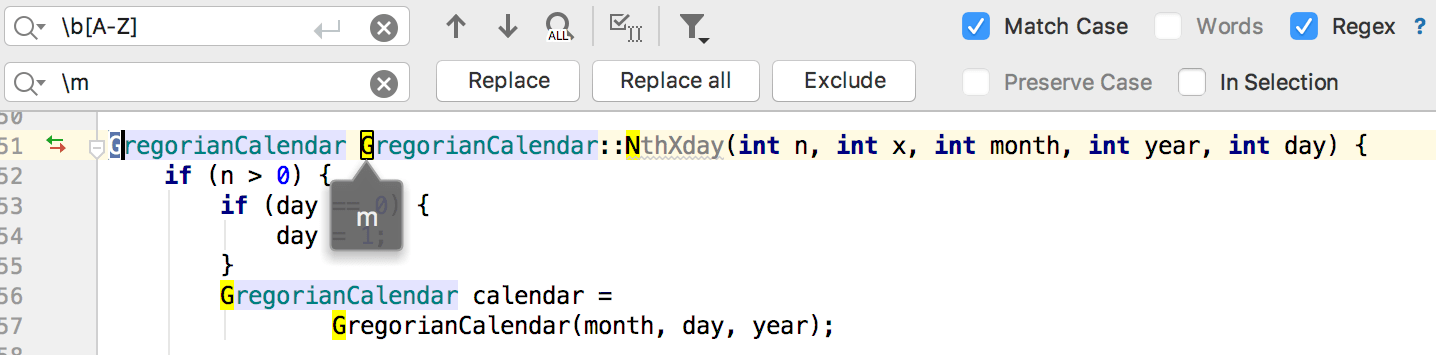 \b[A-Z]
ALL
Match Case Words Regex ?
\m
Replace Replace all Exclude
Preserve Case In Selection
50
51 GregorianCalendar GregorianCalendar::NthXday(int n, int x, int month, int year, int day) {
52 if (n > 0) {
53 if (day == 0) {
m
54 day = 1;
55 }
56 GregorianCalendar calendar =
57 GregorianCalendar(month, day, year);
58